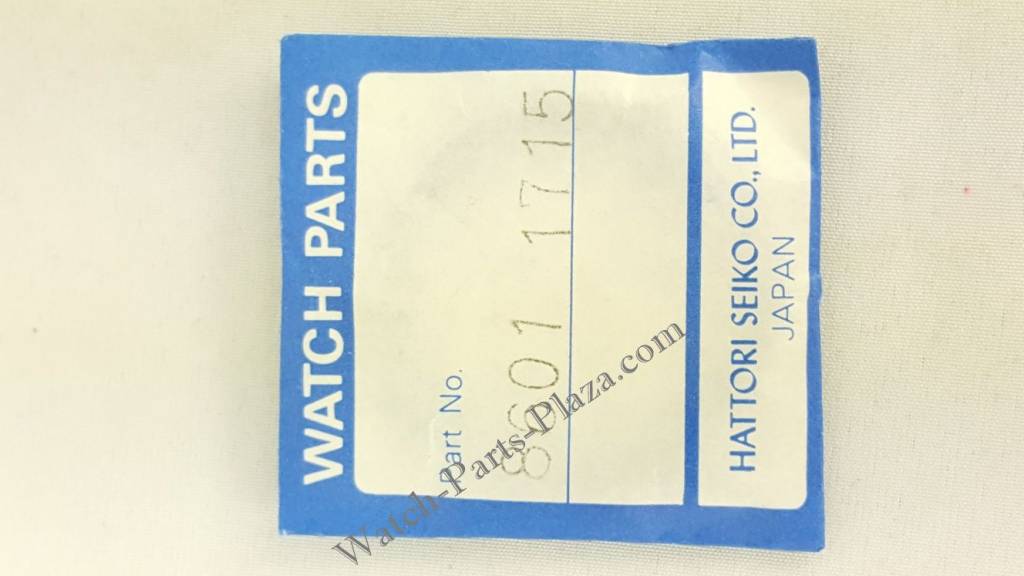 WATCH PARTS
Part No.
8601 1715
HATTORI SEIKO CO.,LTD.
JAPAN
Watch-Parts-Plaza.com